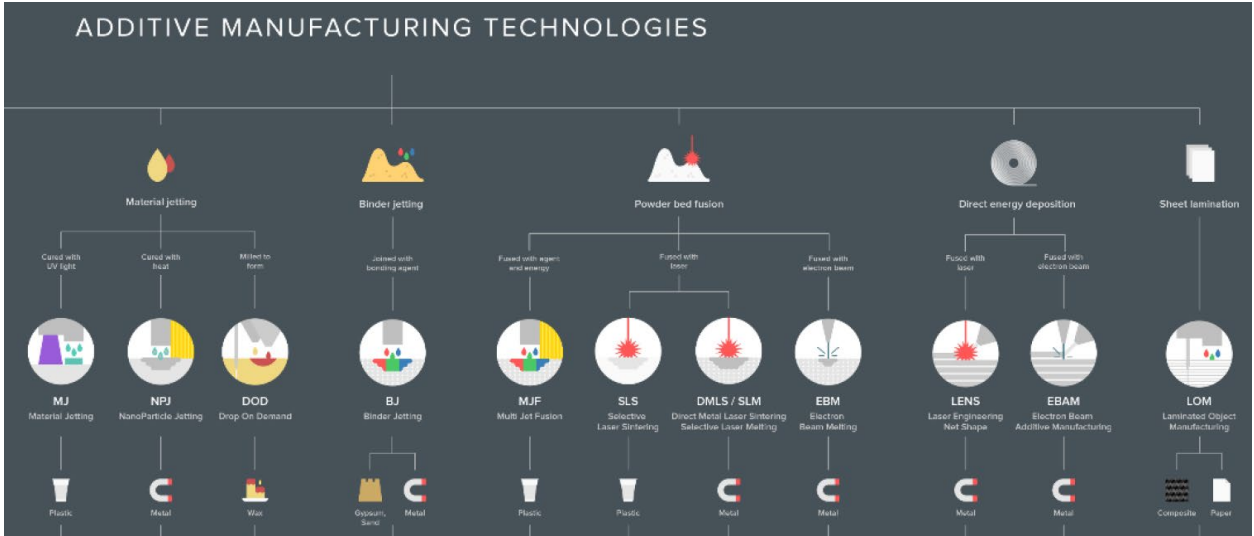 ADDITIVE MANUFACTURING TECHNOLOGIES
Material jetting
Binder jetting
Powder bed fusion
Direct energy deposition
Sheet lamination
Cured with
UV light
Cured with
heat
Milled to
form
Joined with
bonding agent
Fused with agent
and energy
Fused with
laser
Fused with
electron beam
Fused with
laser
Fused with
electron beam
MJ
Material Jetting
NPJ
NanoParticle Jetting
DOD
Drop On Demand
BJ
Binder Jetting
MJF
Multi Jet Fusion
SLS
Selective
Laser Sintering
DMLS / SLM
Direct Metal Laser Sintering
Selective Laser Melting
EBM
Electron
Beam Melting
LENS
Laser Engineering
Net Shape
EBAM
Electron Beam
Additive Manufacturing
LOM
Laminated Object
Manufacturing
Plastic
Metal
Wax
Gypsum,
Sand
Metal
Plastic
Plastic
Metal
Metal
Metal
Metal
Composite
Paper